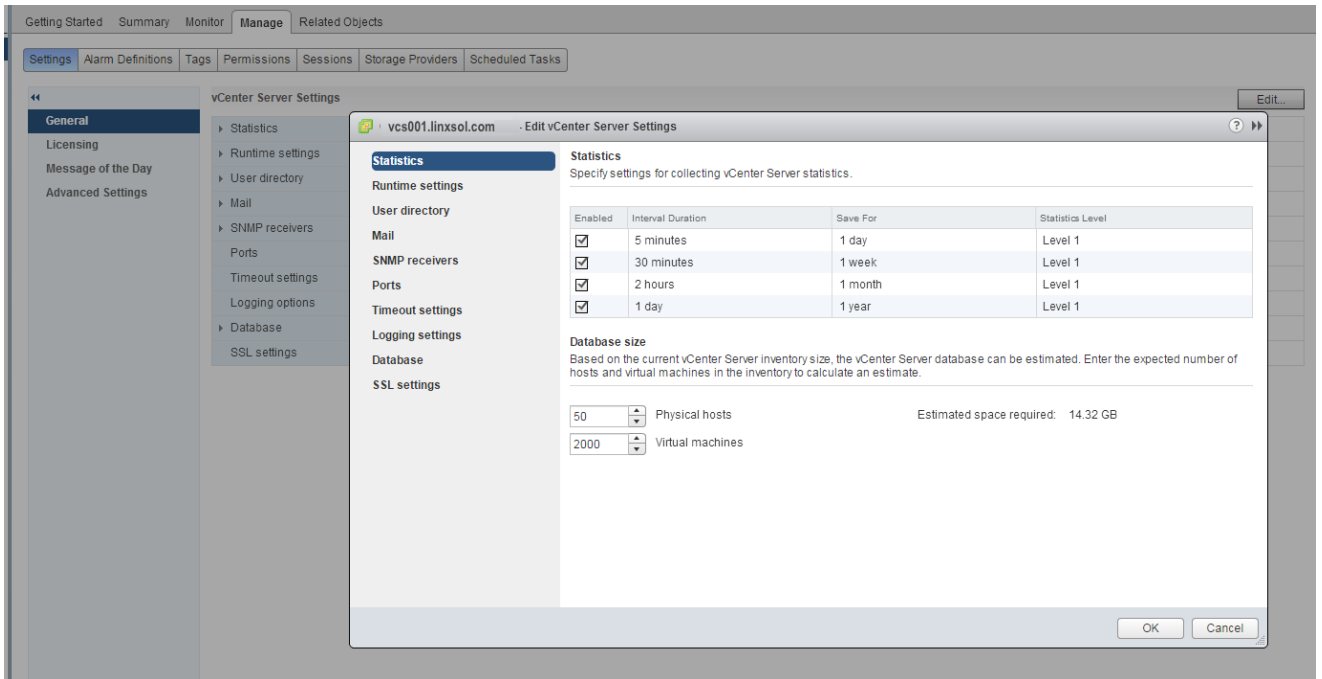 Getting Started Summary Monitor Manage Related Objects
Settings Alarm Definitions Tags Permissions Sessions Storage Providers Scheduled Tasks
vCenter Server Settings Edit...
General
Licensing
Message of the Day
Advanced Settings
Statistics
Runtime settings
User directory
Mail
SNMP receivers
Ports
Timeout settings
Logging options
Database
SSL settings
vcs001.linxsol.com - Edit vCenter Server Settings ?
Statistics
Runtime settings
User directory
Mail
SNMP receivers
Ports
Timeout settings
Logging settings
Database
SSL settings
Statistics
Specify settings for collecting vCenter Server statistics.
Enabled Interval Duration Save For Statistics Level
5 minutes 1 day Level 1
30 minutes 1 week Level 1
2 hours 1 month Level 1
1 day 1 year Level 1
Database size
Based on the current vCenter Server inventory size, the vCenter Server database can be estimated. Enter the expected number of
hosts and virtual machines in the inventory to calculate an estimate.
50 Physical hosts Estimated space required: 14.32 GB
2000 Virtual machines
OK Cancel